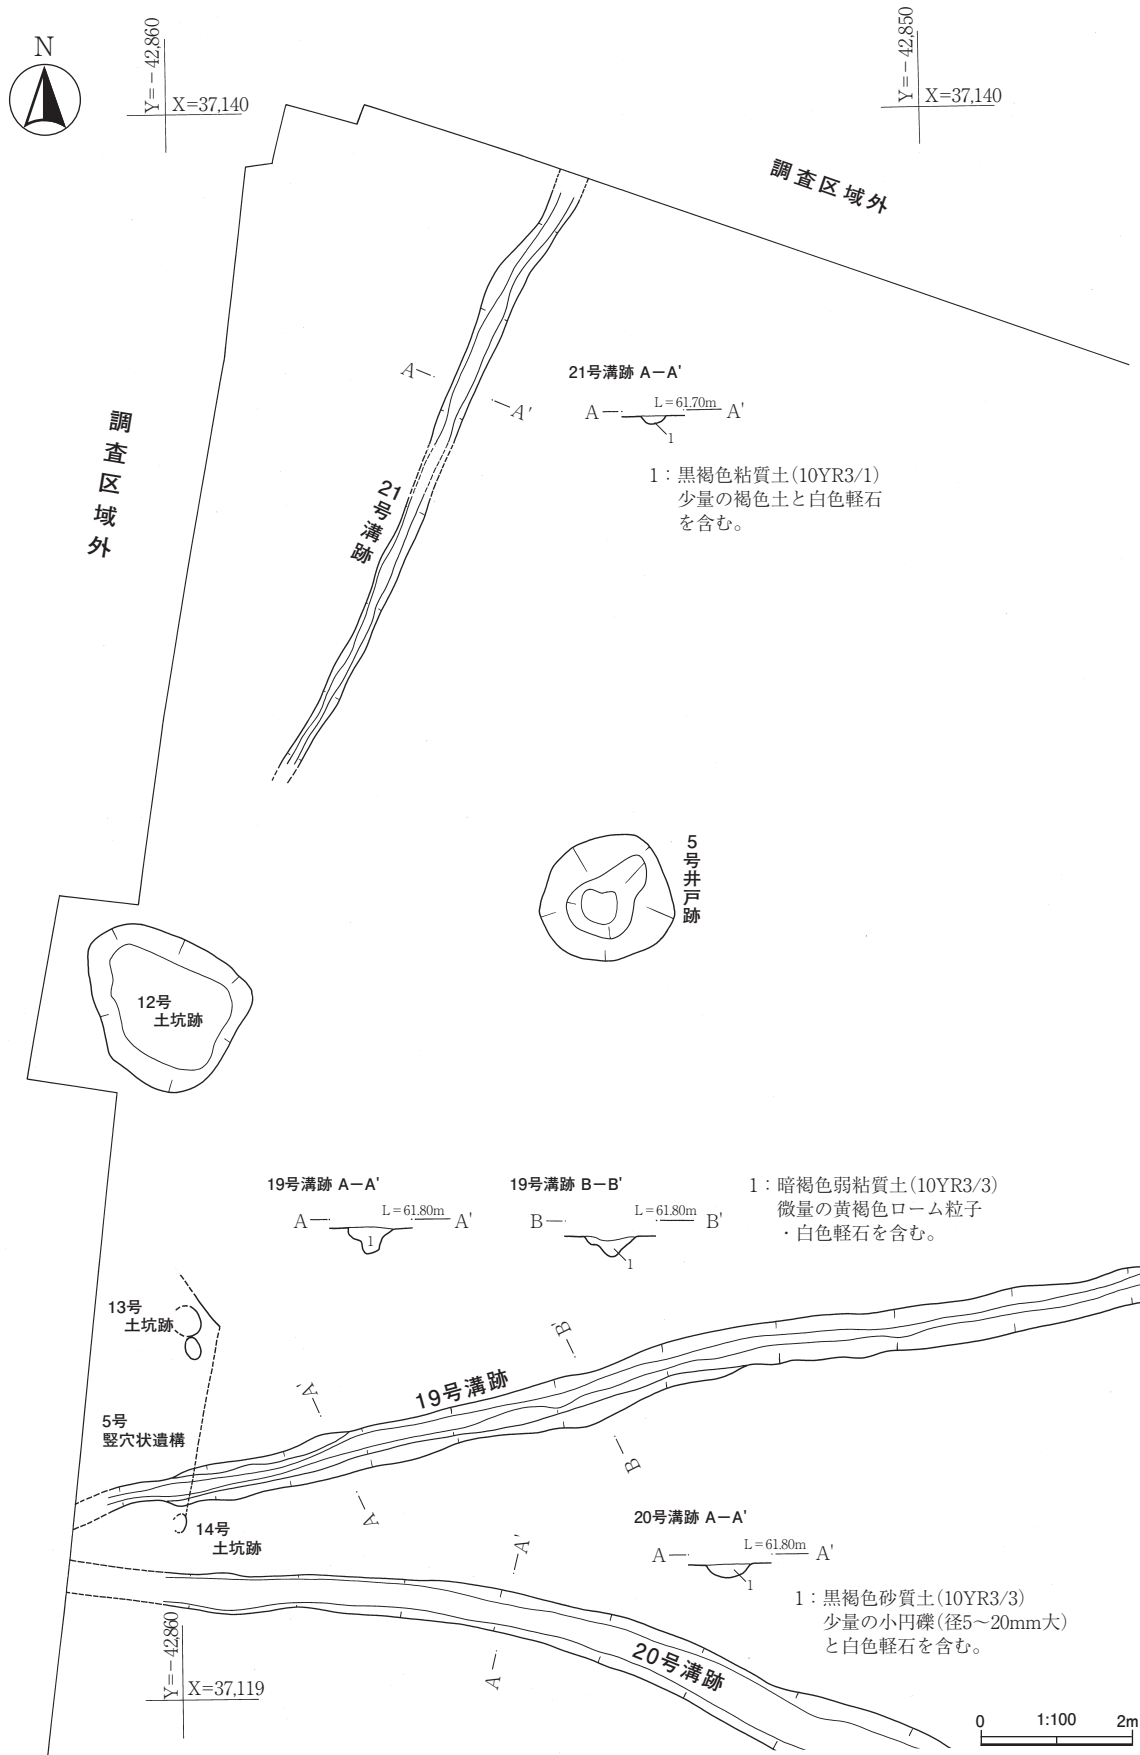 N
Y=－42,860
X=37,140
Y=－42,850
X=37,140
調査区域外
調査区域外
A
A'
21号溝跡 A－A'
A
L＝61.70m
A'
1
1：黒褐色粘質土(10YR3/1)
少量の褐色土と白色軽石
を含む。
21号溝跡
5号井戸跡
12号
土坑跡
19号溝跡 A－A'
A
L＝61.80m
A'
1
19号溝跡 B－B'
B
L＝61.80m
B'
1
1：暗褐色弱粘質土(10YR3/3)
微量の黄褐色ローム粒子
・白色軽石を含む。
13号
土坑跡
B'
A'
19号溝跡
5号
竪穴状遺構
B
A
14号
土坑跡
20号溝跡 A－A'
A
L＝61.80m
A'
1
1：黒褐色砂質土(10YR3/3)
少量の小円礫(径5～20mm大)
と白色軽石を含む。
A'
A
20号溝跡
Y=－42,860
X=37,119
0
1:100
2m